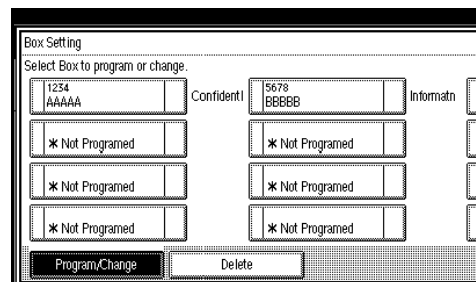 Box Setting
Select Box to program or change.
1234
AAAAA
Confidentl
5678
BBBBB
Informatn
* Not Programed
* Not Programed
* Not Programed
* Not Programed
* Not Programed
* Not Programed
Program/Change
Delete